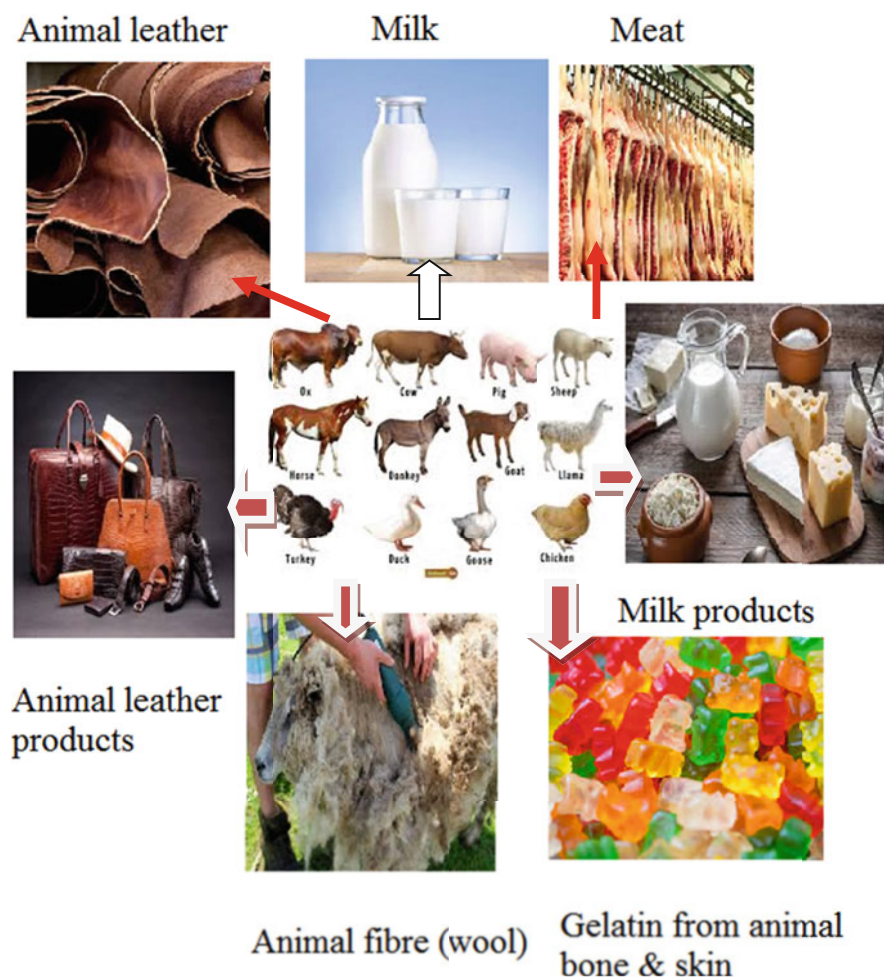 Animal leather
Milk
Meat
Ox
Cow
Pig
Sheep
Horse
Donkey
Goat
Llama
Turkey
Duck
Goose
Chicken
Milk products
Animal leather
products
Animal fibre (wool)
Gelatin from animal
bone & skin